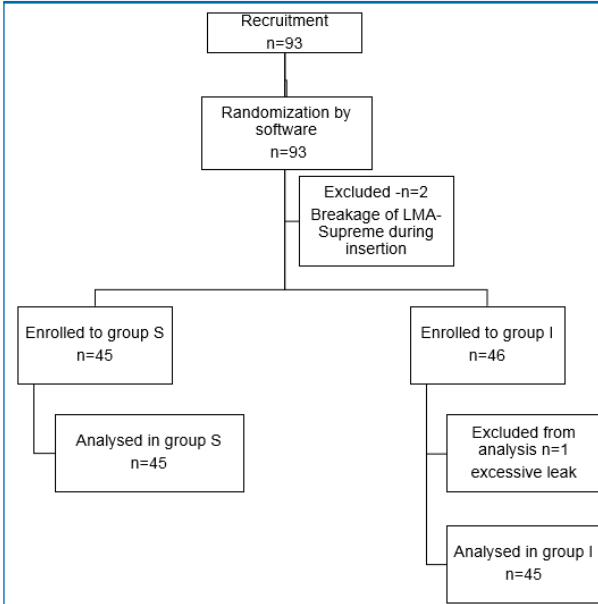 Recruitment
n=93
Randomization by
software
n=93
Excluded -n=2
Breakage of LMA-
Supreme during
insertion
Enrolled to group S
n=45
Enrolled to group I
n=46
Analysed in group S
n=45
Excluded from
analysis n=1
excessive leak
Analysed in group I
n=45